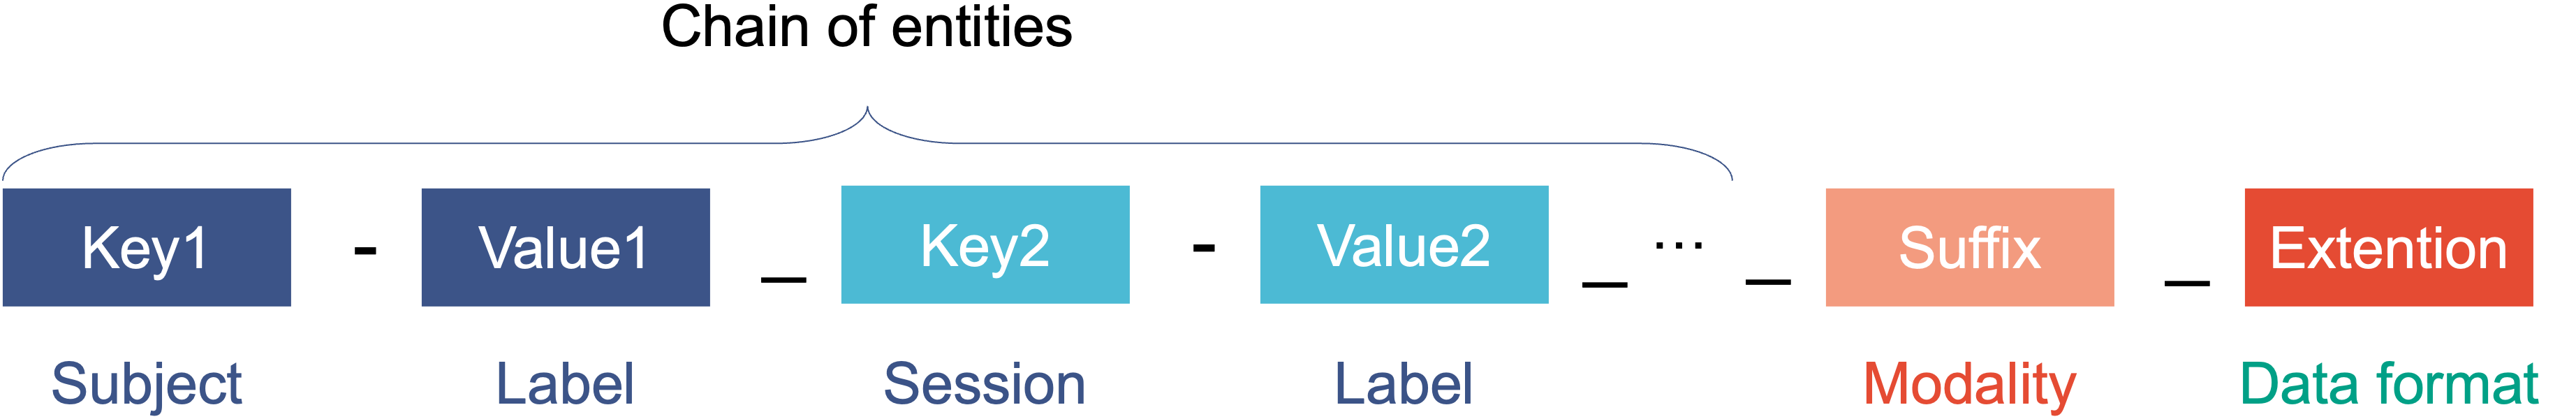 Chain of entities
Key1 - Value1 _ Key2 - Value2 _ ... _ Suffix _ Extention
Subject Label Session Label Modality Data format